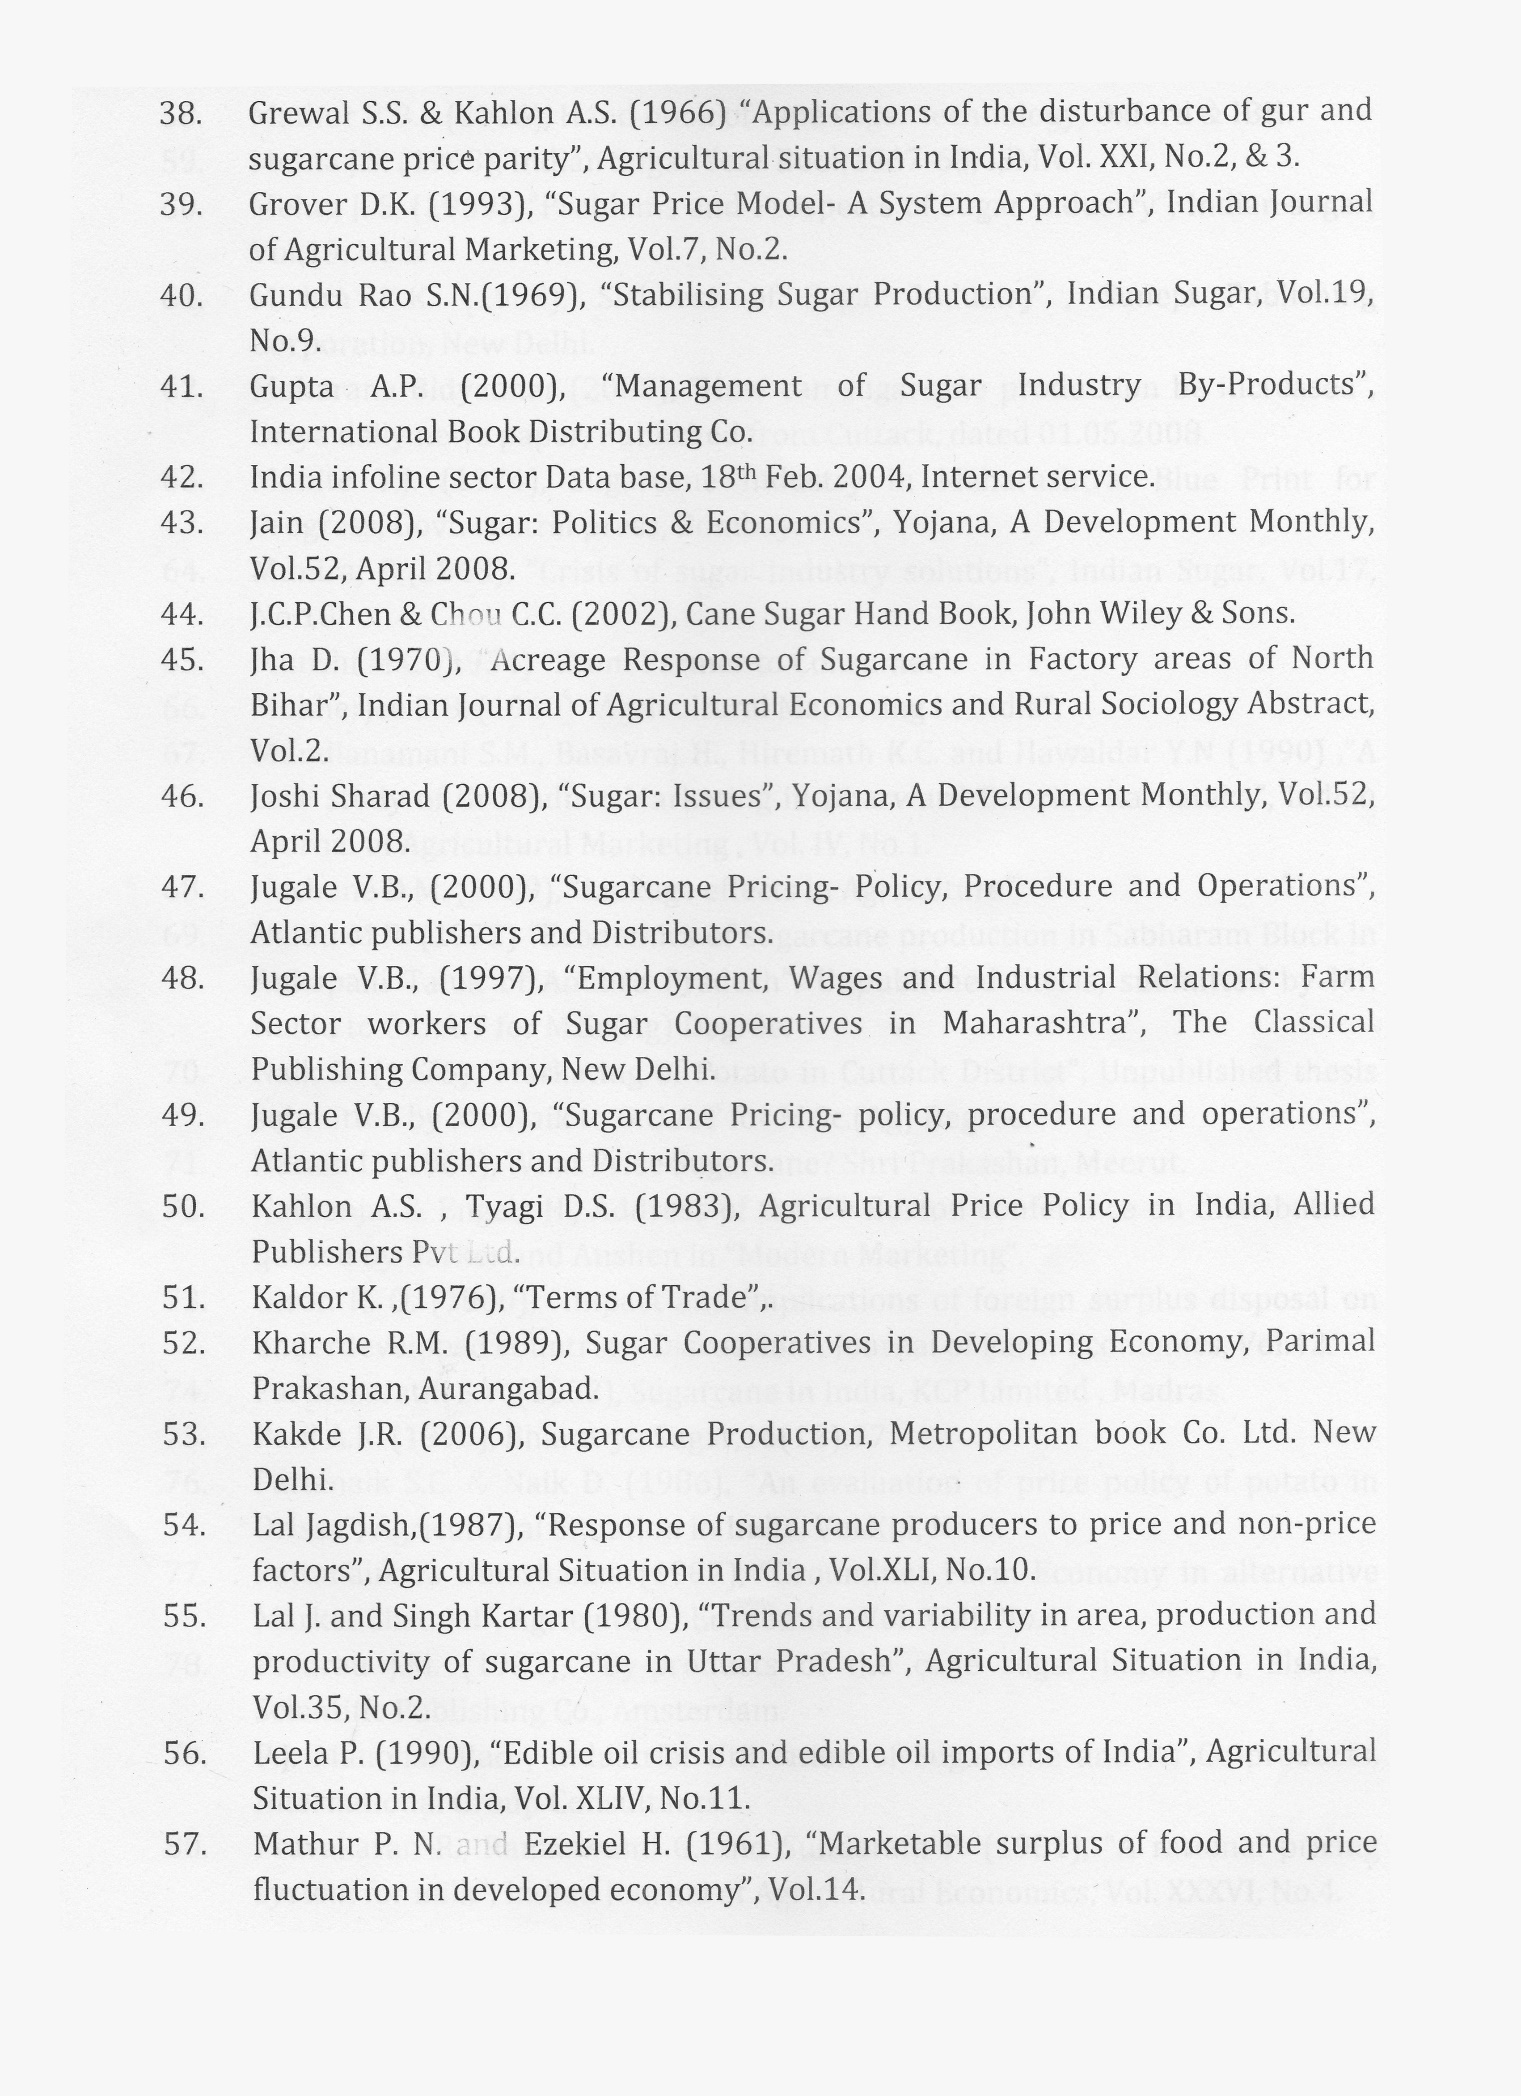 38. Grewal S.S. & Kahlon A.S. (1966) “Applications of the disturbance of gur and
sugarcane price parity”, Agricultural situation in India, Vol. XXI, No.2, & 3.
39. Grover D.K. (1993), “Sugar Price Model- A System Approach”, Indian Journal
of Agricultural Marketing, Vol.7, No.2.
40. Gundu Rao S.N.(1969), “Stabilising Sugar Production”, Indian Sugar, Vol.19,
No.9.
41. Gupta A.P. (2000), “Management of Sugar Industry By-Products”,
International Book Distributing Co.
42. India infoline sector Data base, 18th Feb. 2004, Internet service.
43. Jain (2008), “Sugar: Politics & Economics”, Yojana, A Development Monthly,
Vol.52, April 2008.
44. J.C.P.Chen & Chou C.C. (2002), Cane Sugar Hand Book, John Wiley & Sons.
45. Jha D. (1970), “Acreage Response of Sugarcane in Factory areas of North
Bihar”, Indian Journal of Agricultural Economics and Rural Sociology Abstract,
Vol.2.
46. Joshi Sharad (2008), “Sugar: Issues”, Yojana, A Development Monthly, Vol.52,
April 2008.
47. Jugale V.B., (2000), “Sugarcane Pricing- Policy, Procedure and Operations”,
Atlantic publishers and Distributors.
48. Jugale V.B., (1997), “Employment, Wages and Industrial Relations: Farm
Sector workers of Sugar Cooperatives in Maharashtra”, The Classical
Publishing Company, New Delhi.
49. Jugale V.B., (2000), “Sugarcane Pricing- policy, procedure and operations”,
Atlantic publishers and Distributors.
50. Kahlon A.S. , Tyagi D.S. (1983), Agricultural Price Policy in India, Allied
Publishers Pvt Ltd.
51. Kaldor K. ,(1976), “Terms of Trade”,.
52. Kharche R.M. (1989), Sugar Cooperatives in Developing Economy, Parimal
Prakashan, Aurangabad.
53. Kakde J.R. (2006), Sugarcane Production, Metropolitan book Co. Ltd. New
Delhi.
54. Lal Jagdish,(1987), “Response of sugarcane producers to price and non-price
factors”, Agricultural Situation in India , Vol.XLI, No.10.
55. Lal J. and Singh Kartar (1980), “Trends and variability in area, production and
productivity of sugarcane in Uttar Pradesh”, Agricultural Situation in India,
Vol.35, No.2.
56. Leela P. (1990), “Edible oil crisis and edible oil imports of India”, Agricultural
Situation in India, Vol. XLIV, No.11.
57. Mathur P. N. and Ezekiel H. (1961), “Marketable surplus of food and price
fluctuation in developed economy”, Vol.14.